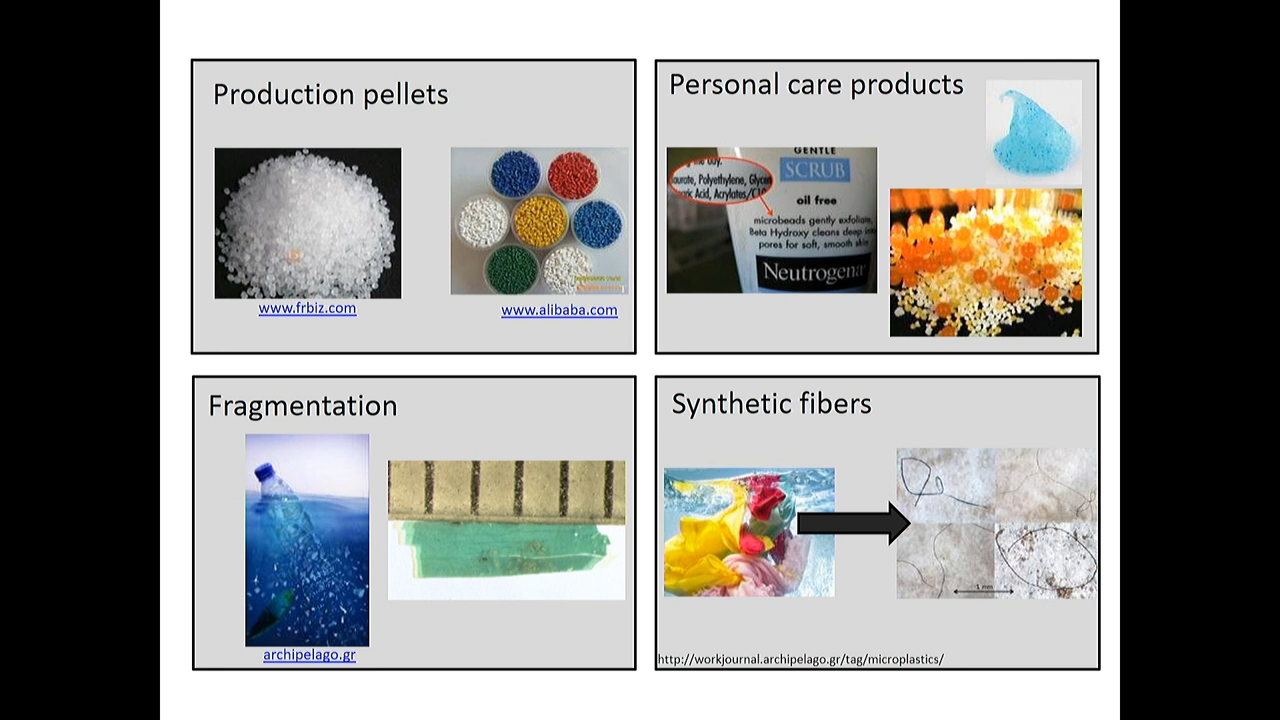 Production pellets
www.frbiz.com
www.alibaba.com
Personal care products
GENTLE
SCRUB
oil free
microbeads gently exfoliate,
Beta Hydroxy cleans deep
pores for soft, smooth skin
Neutrogena
Polyethylene,
Acid,
Fragmentation
archipelago.gr
Synthetic fibers
1 mm
http://workjournal.archipelago.gr/tag/microplastics/